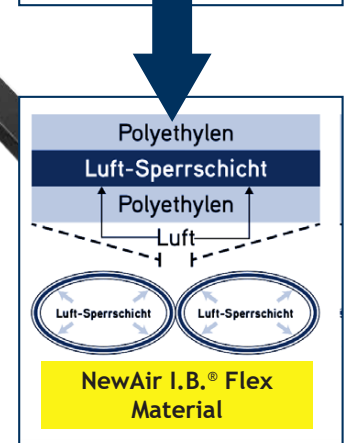 Polyethylen
Luft-Sperrschicht
Polyethylen
Luft
Luft-Sperrschicht Luft-Sperrschicht
NewAir I.B.® Flex
Material